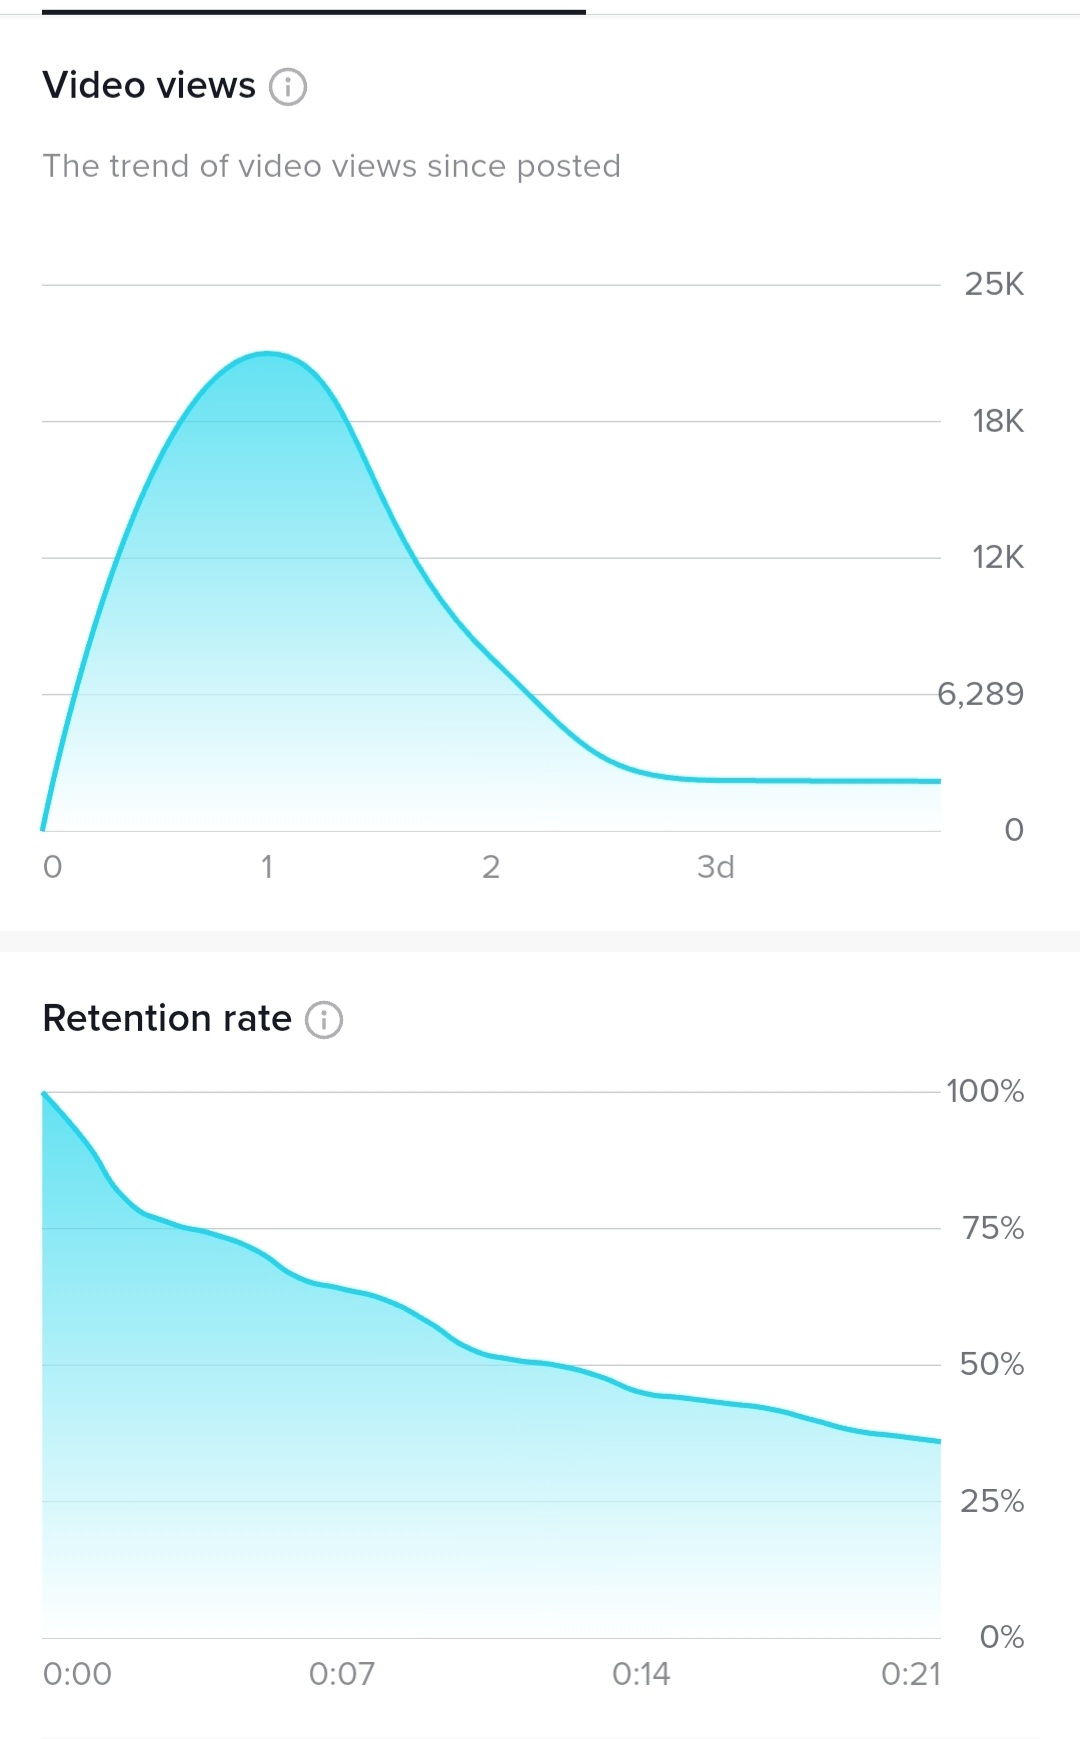 Video views
The trend of video views since posted
25K
18K
12K
6,289
0
0 1 2 3d
Retention rate
100%
75%
50%
25%
0%
0:00 0:07 0:14 0:21